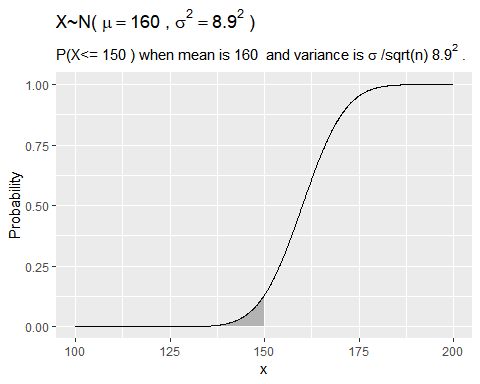 X~N( μ = 160 , σ² = 8.9² )
P(X<= 150 ) when mean is 160 and variance is σ /sqrt(n) 8.9² .
1.00
0.75
0.50
0.25
0.00
Probability
100 125 150 175 200
x